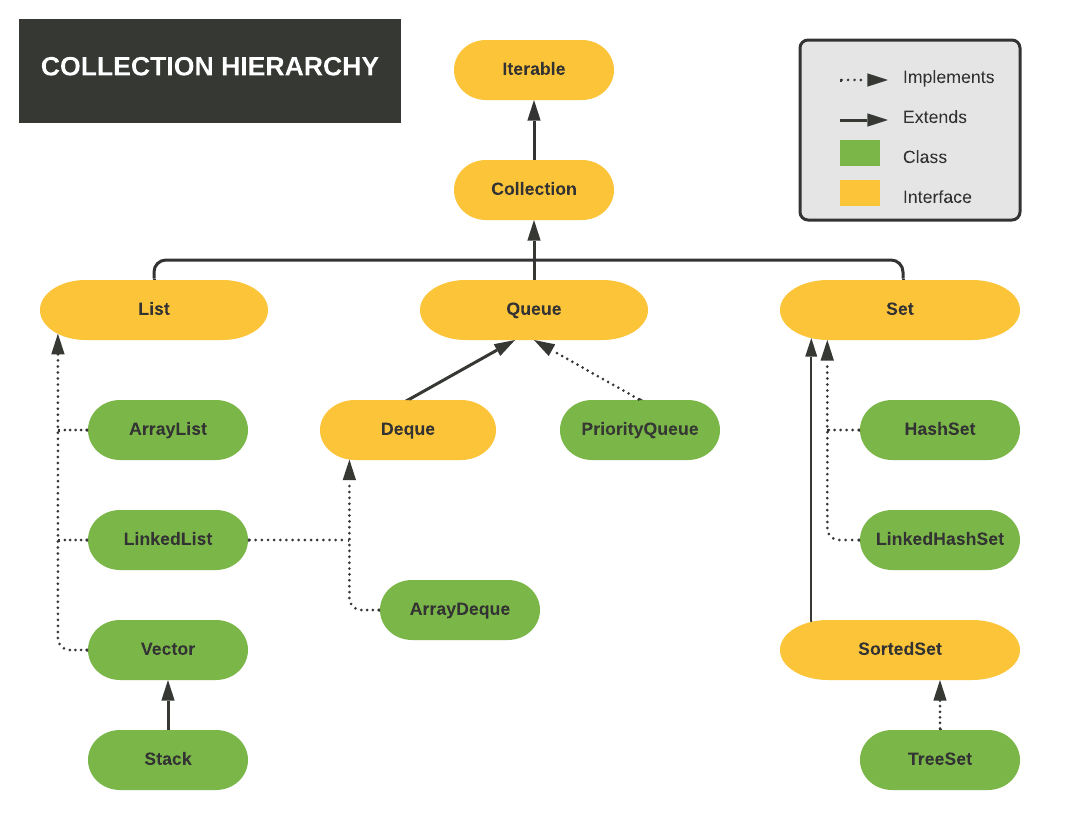 COLLECTION HIERARCHY
Iterable
Implements
Extends
Class
Interface
Collection
List
Queue
Set
ArrayList
Deque
PriorityQueue
HashSet
LinkedList
LinkedHashSet
ArrayDeque
Vector
SortedSet
Stack
TreeSet